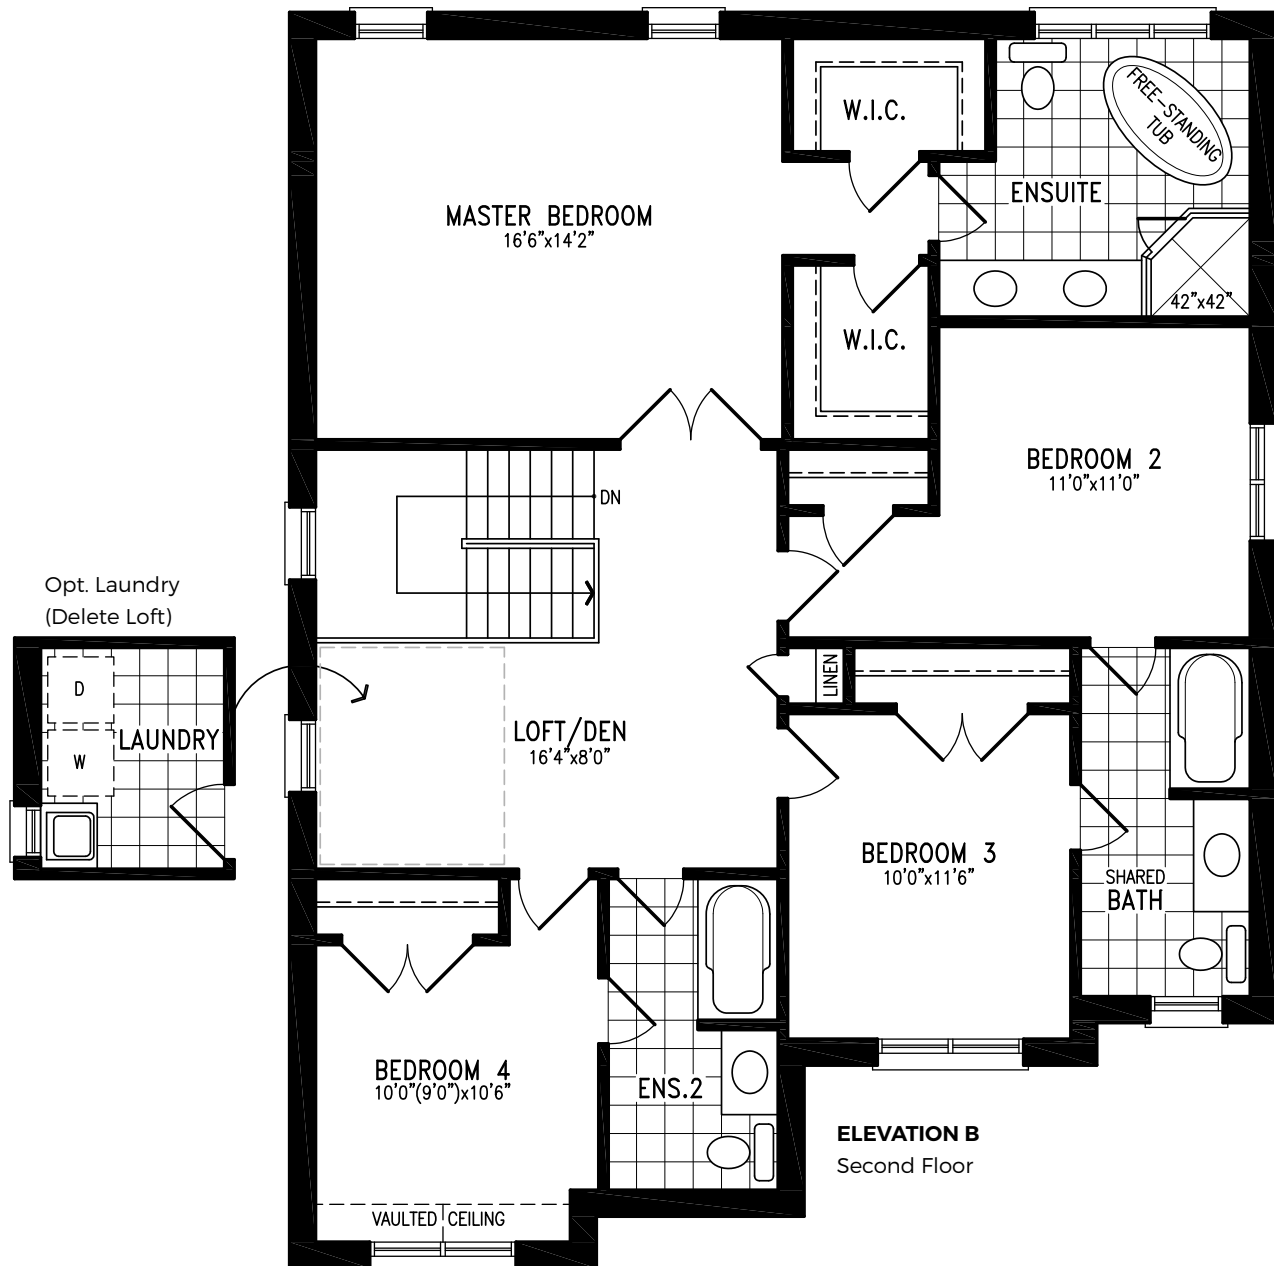 W.I.C.
FREE-STANDING
TUB
ENSUITE
MASTER BEDROOM
16'6"x14'2"
42"x42"
W.I.C.
BEDROOM 2
11'0"x11'0"
DN
Opt. Laundry
(Delete Loft)
LINEN
D
LAUNDRY
W
LOFT/DEN
16'4"x8'0"
BEDROOM 3
10'0"x11'6"
SHARED
BATH
BEDROOM 4
10'0"(9'0")x10'6"
ENS.2
ELEVATION B
Second Floor
VAULTED CEILING